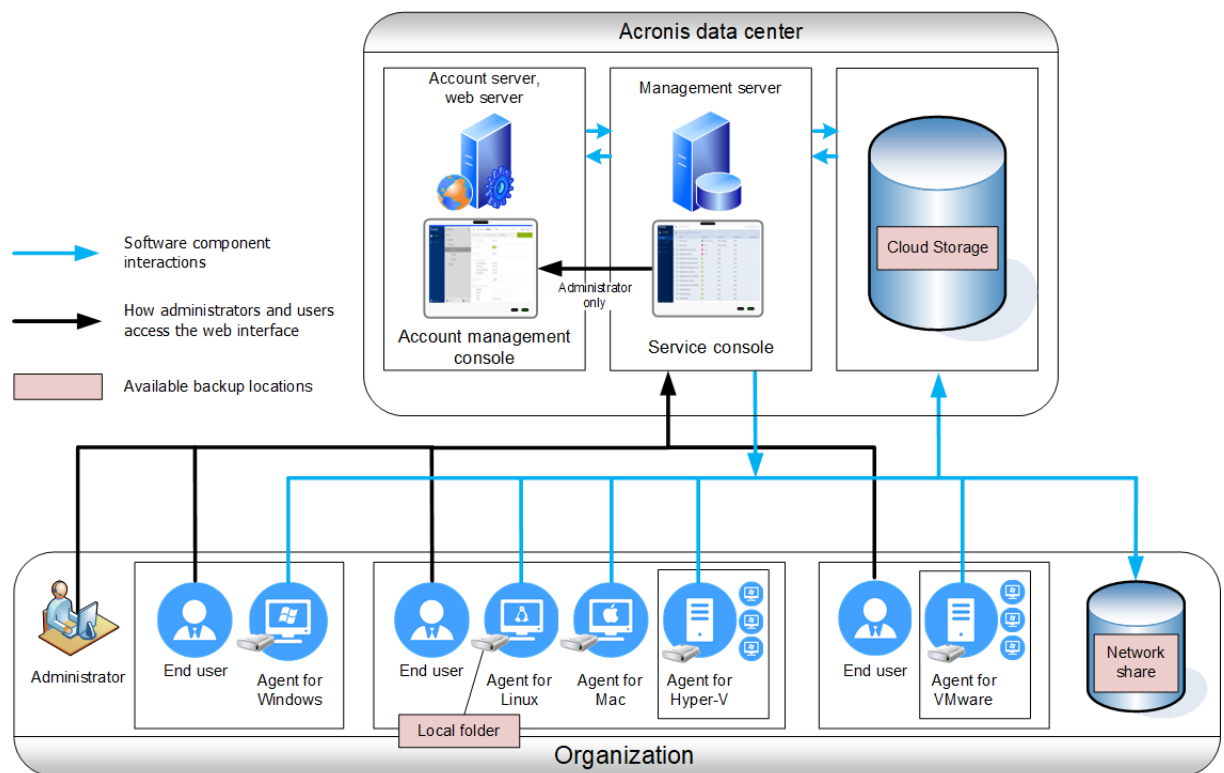 Acronis data center
Account server,
web server
Management server
Cloud Storage
Administrator
only
Account management
console
Service console
Software component
interactions
How administrators and users
access the web interface
Available backup locations
Administrator
End user
Agent for
Windows
End user
Agent for
Linux
Agent for
Mac
Agent for
Hyper-V
Local folder
End user
Agent for
VMware
Network
share
Organization